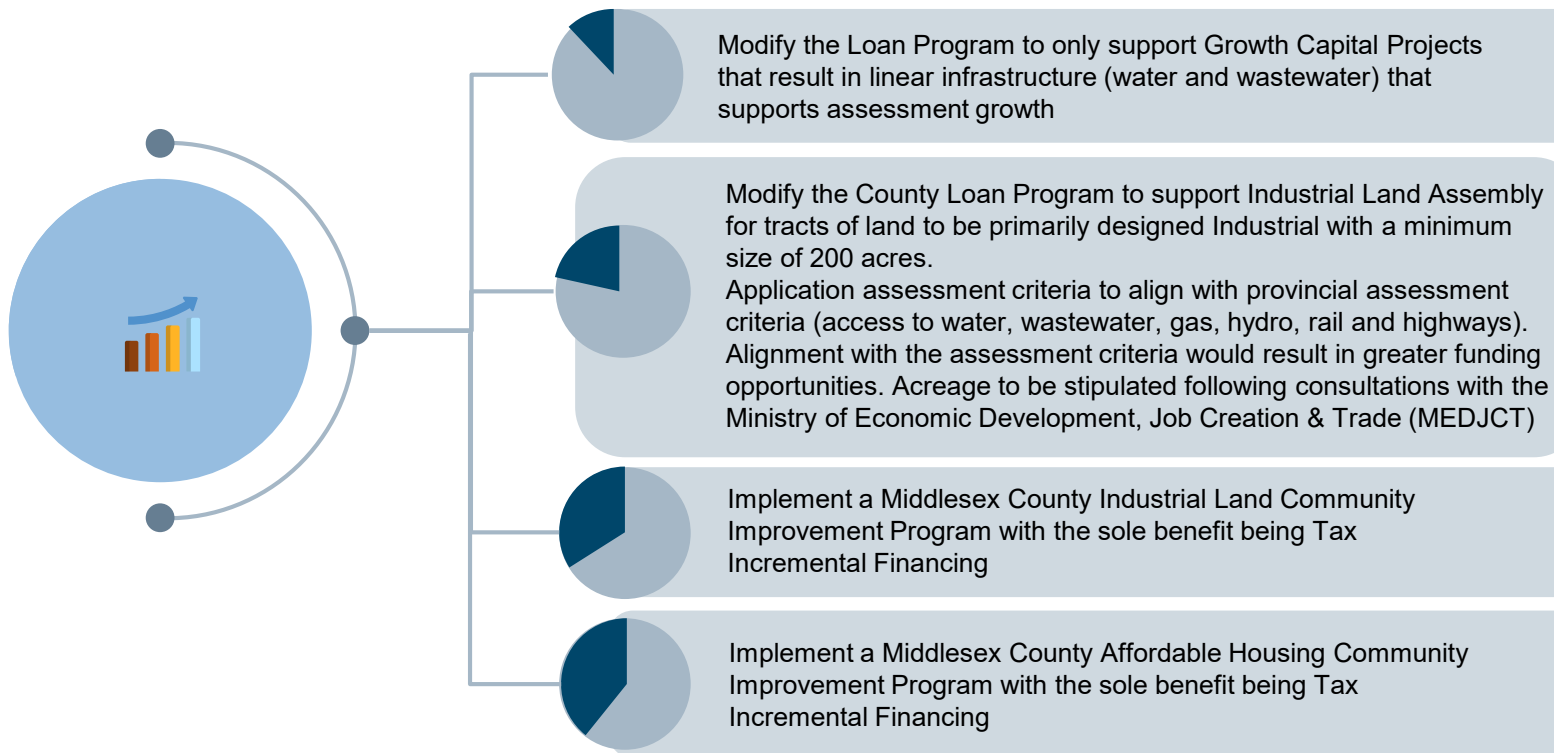 Modify the Loan Program to only support Growth Capital Projects
that result in linear infrastructure (water and wastewater) that
supports assessment growth
Modify the County Loan Program to support Industrial Land Assembly
for tracts of land to be primarily designed Industrial with a minimum
size of 200 acres.
Application assessment criteria to align with provincial assessment
criteria (access to water, wastewater, gas, hydro, rail and highways).
Alignment with the assessment criteria would result in greater funding
opportunities. Acreage to be stipulated following consultations with the
Ministry of Economic Development, Job Creation & Trade (MEDJCT)
Implement a Middlesex County Industrial Land Community
Improvement Program with the sole benefit being Tax
Incremental Financing
Implement a Middlesex County Affordable Housing Community
Improvement Program with the sole benefit being Tax
Incremental Financing